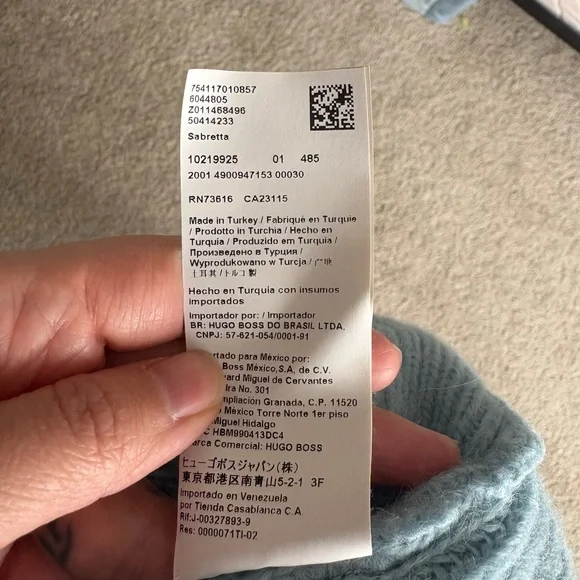 754117010857
6044805
Z011468496
50414233
Sabretta
10219925 01 485
2001 4900947153 00030
RN73616 CA23115
Made in Turkey / Fabriqué en Turquie
/ Prodotto in Turchia / Hecho en
Turquia / Produzido em Turquia /
Произведено в Турции /
Wyprodukowano w Turcja / 产地
土耳其 / トルコ製
Hecho en Turquia con insumos
importados
Importador por: / Importador
BR: HUGO BOSS DO BRASIL LTDA,
CNPJ: 57-621-054/0001-91
rtado para México por:
Boss México,S.A, de C.V.
ard Miguel de Cervantes
ra No. 301
mpliación Granada, C.P. 11520
México Torre Norte 1er piso
Miguel Hidalgo
C HBM990413DC4
arca Comercial: HUGO BOSS
ヒューゴボスジャパン(株)
東京都港区南青山5-2-1 3F
Importado en Venezuela
por Tienda Casablanca C.A.
Rif:J-00327893-9
Res: 0000071TI-02